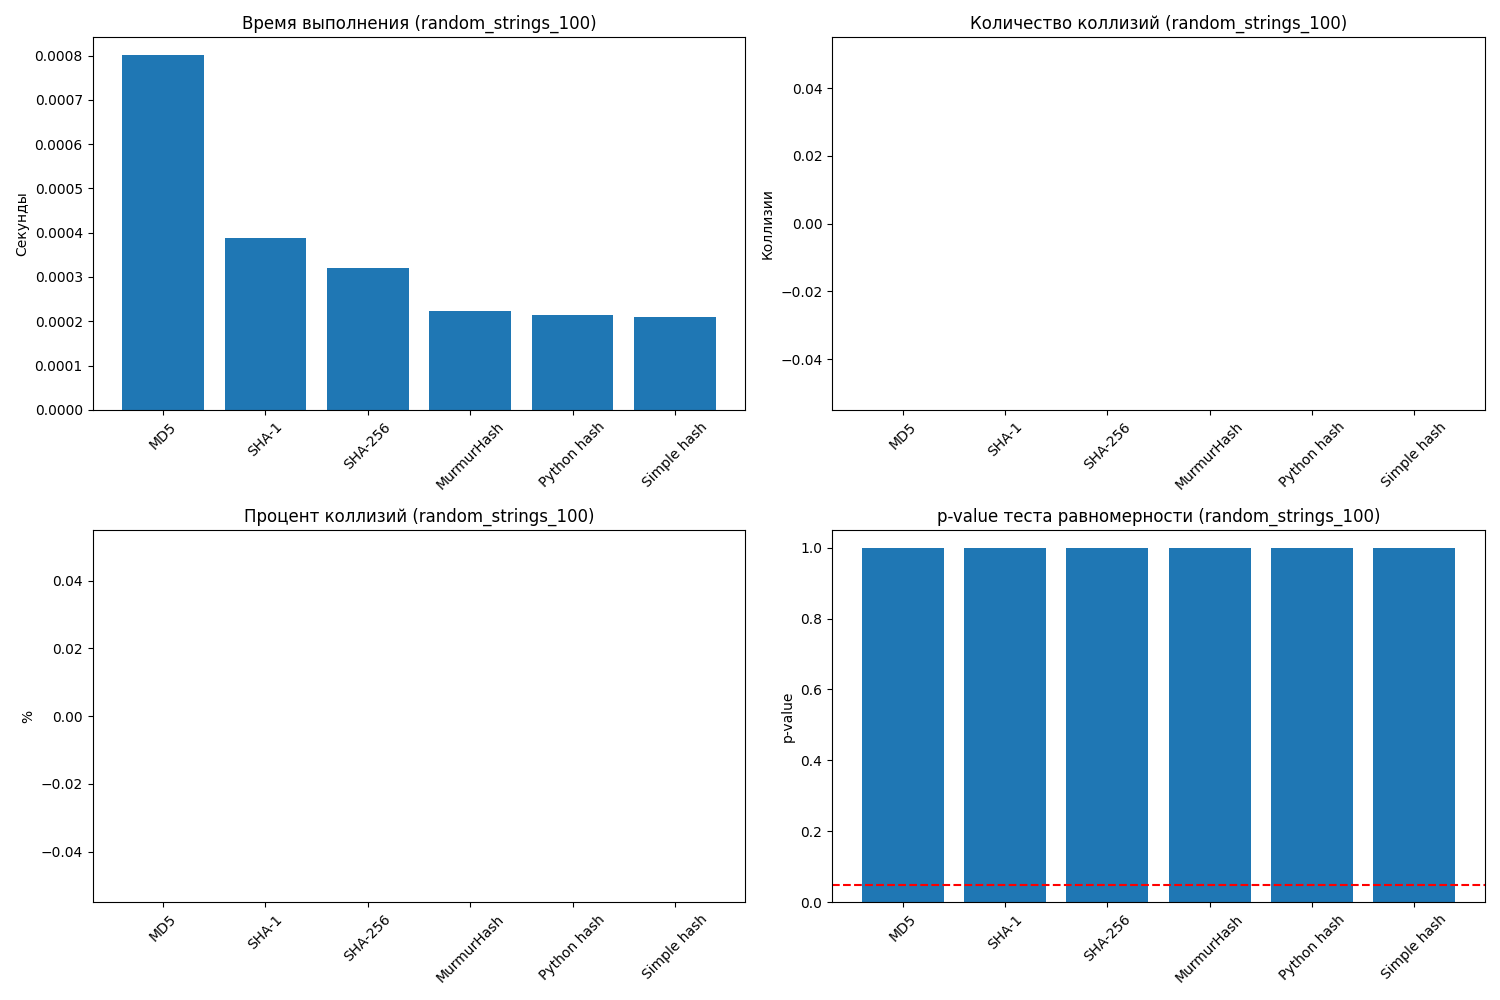 Время выполнения (random_strings_100)
Секунды
0.0008
0.0007
0.0006
0.0005
0.0004
0.0003
0.0002
0.0001
0.0000
MD5
SHA-1
SHA-256
MurmurHash
Python hash
Simple hash
Количество коллизий (random_strings_100)
Коллизии
0.04
0.02
0.00
−0.02
−0.04
MD5
SHA-1
SHA-256
MurmurHash
Python hash
Simple hash
Процент коллизий (random_strings_100)
%
0.04
0.02
0.00
−0.02
−0.04
MD5
SHA-1
SHA-256
MurmurHash
Python hash
Simple hash
p-value теста равномерности (random_strings_100)
p-value
1.0
0.8
0.6
0.4
0.2
0.0
MD5
SHA-1
SHA-256
MurmurHash
Python hash
Simple hash